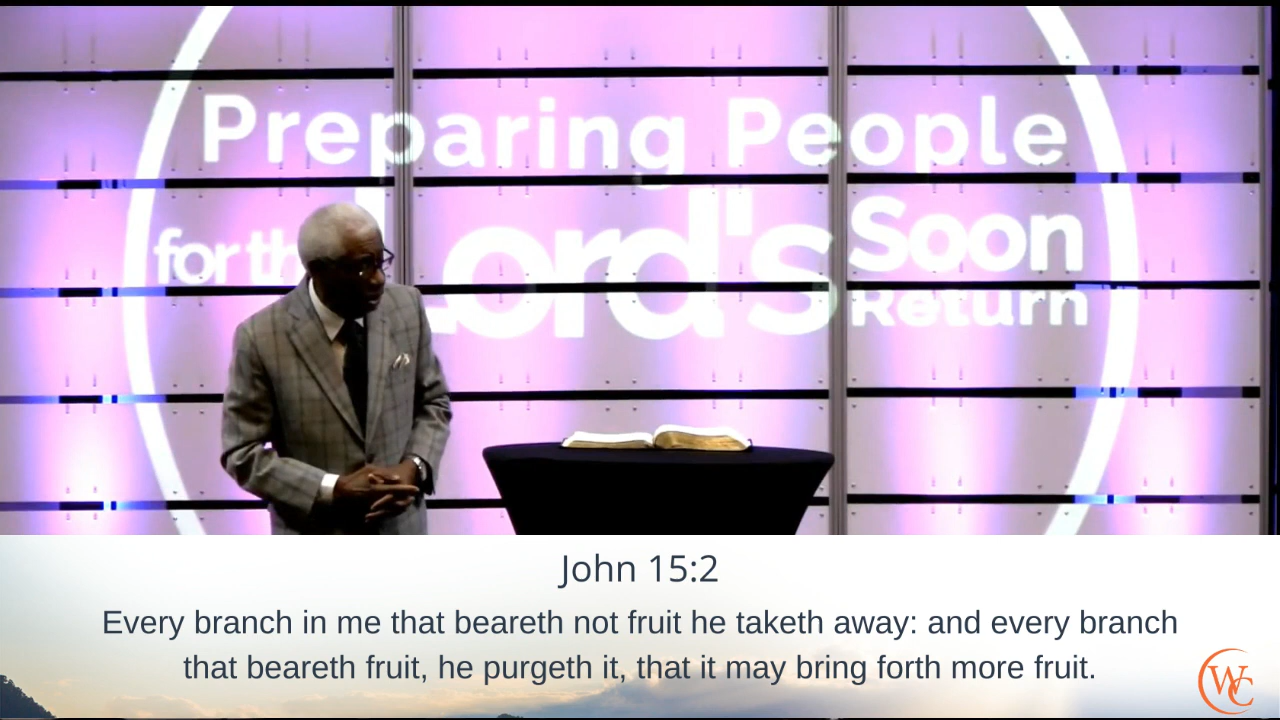 Preparing People
for the Lord's Soon
Return
John 15:2
Every branch in me that beareth not fruit he taketh away: and every branch
that beareth fruit, he purgeth it, that it may bring forth more fruit.
WC